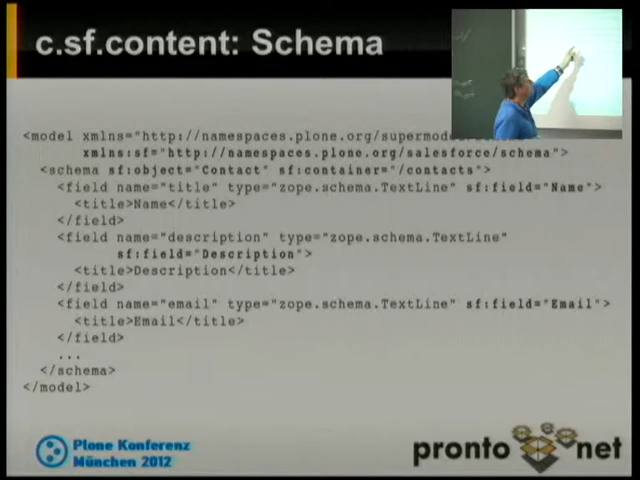 c.sf.content: Schema
<model xmlns="http://namespaces.plone.org/supermode
xmlns:sf="http://namespaces.plone.org/salesforce/schema">
<schema sf:object="Contact" sf:container="/contacts">
<field name="title" type="zope.schema.TextLine" sf:field="Name">
<title>Name</title>
</field>
<field name="description" type="zope.schema.TextLine"
sf:field="Description">
<title>Description</title>
</field>
<field name="email" type="zope.schema.TextLine" sf:field="Email">
<title>Email</title>
</field>
...
</schema>
</model>
Plone Konferenz
München 2012
pronto net